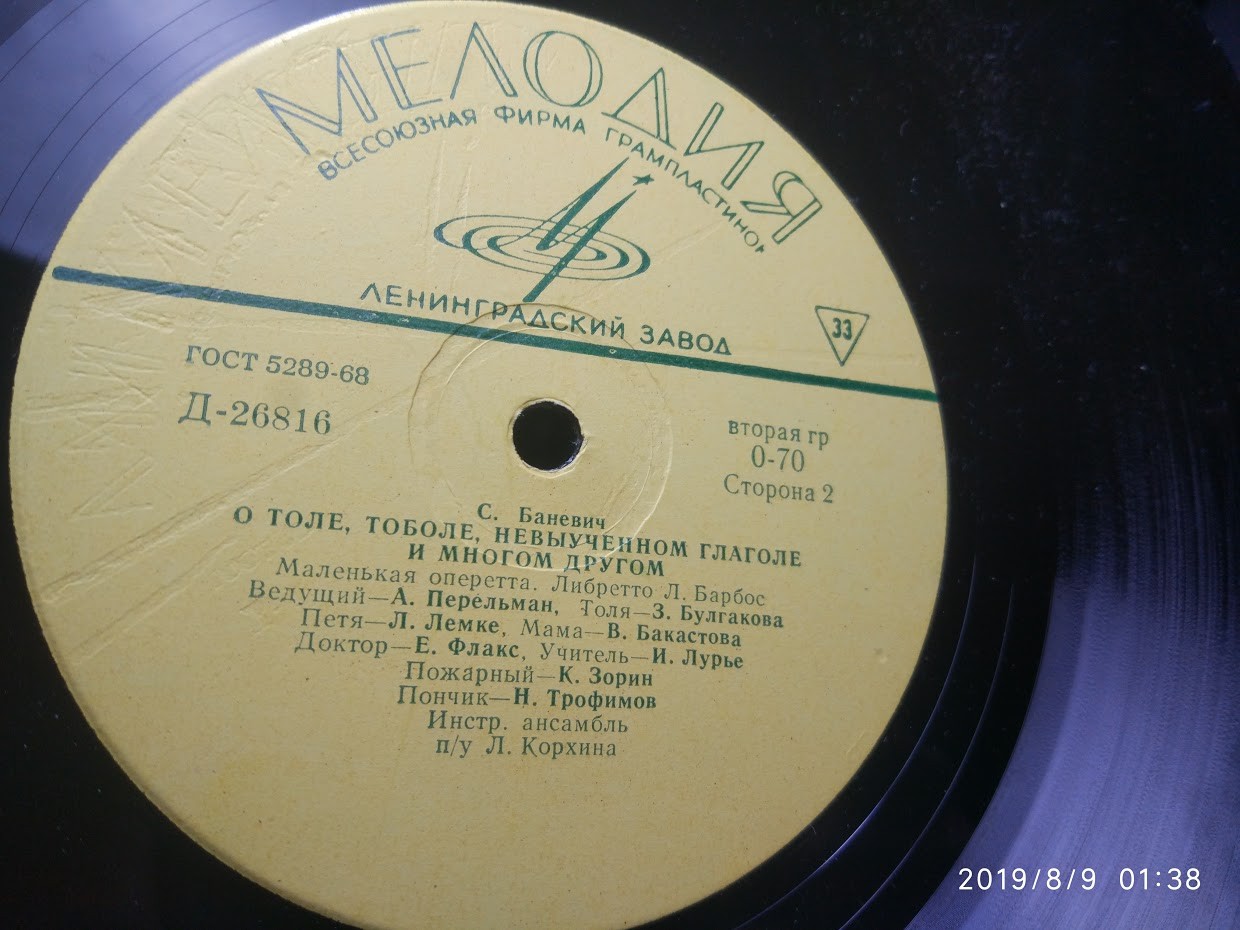 МЕЛОДИЯ
ВСЕСОЮЗНАЯ ФИРМА ГРАМПЛАСТИНОК
ЛЕНИНГРАДСКИЙ ЗАВОД
33
ГОСТ 5289-68
Д-26816
вторая гр
0-70
Сторона 2
С. Баневич
О ТОЛЕ, ТОБОЛЕ, НЕВЫУЧЕННОМ ГЛАГОЛЕ
И МНОГОМ ДРУГОМ
Маленькая оперетта. Либретто Л. Барбос
Ведущий—А. Перельман, Толя—З. Булгакова
Петя—Л. Лемке, Мама—В. Бакастова
Доктор—Е. Флакс, Учитель—И. Лурье
Пожарный—К. Зорин
Пончик—Н. Трофимов
Инстр. ансамбль
п/у Л. Корхина
2019/8/9 01:38